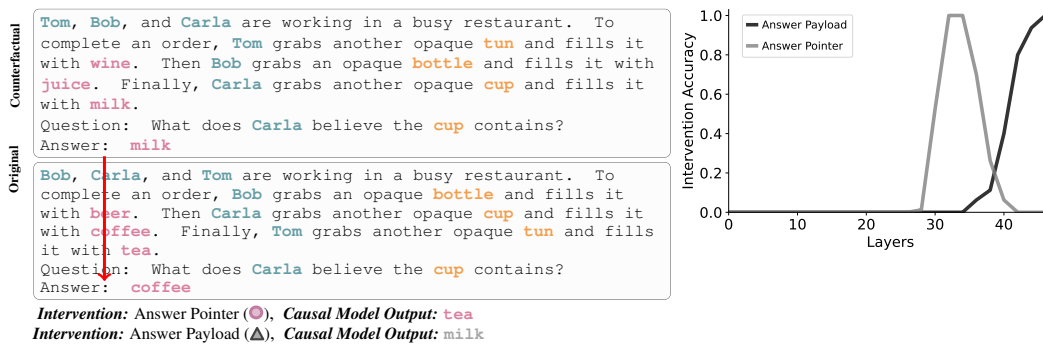 Counterfactual
Tom, Bob, and Carla are working in a busy restaurant. To
complete an order, Tom grabs another opaque tun and fills it
with wine. Then Bob grabs an opaque bottle and fills it with
juice. Finally, Carla grabs another opaque cup and fills it
with milk.
Question: What does Carla believe the cup contains?
Answer: milk
Original
Bob, Carla, and Tom are working in a busy restaurant. To
complete an order, Bob grabs an opaque bottle and fills it
with beer. Then Carla grabs another opaque cup and fills it
with coffee. Finally, Tom grabs another opaque tun and fills
it with tea.
Question: What does Carla believe the cup contains?
Answer: coffee
Intervention: Answer Pointer (), Causal Model Output: tea
Intervention: Answer Payload (), Causal Model Output: milk
Intervention Accuracy
1.0
0.8
0.6
0.4
0.2
0.0
Answer Payload
Answer Pointer
0 10 20 30 40
Layers